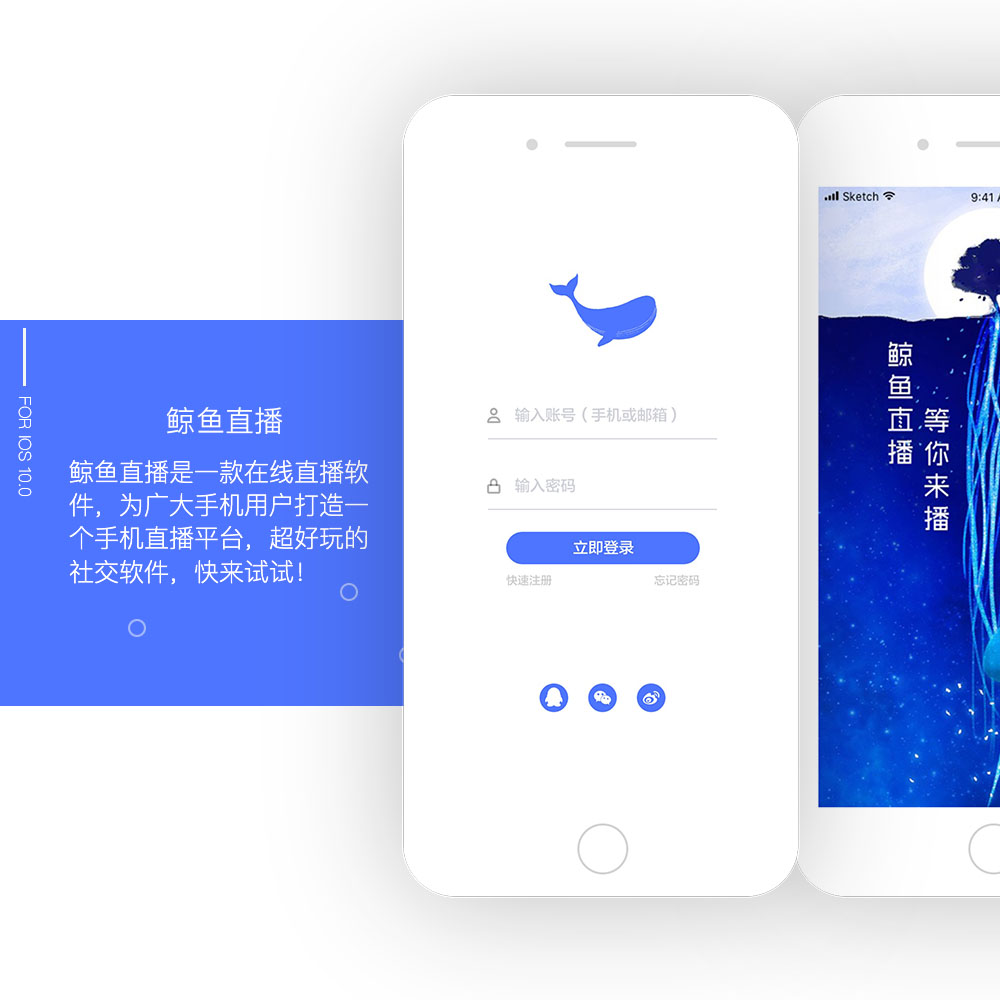 FOR IOS 10.0
鲸鱼直播
鲸鱼直播是一款在线直播软
件，为广大手机用户打造一
个手机直播平台，超好玩的
社交软件，快来试试！
输入账号（手机或邮箱）
输入密码
立即登录
快速注册
忘记密码
Sketch
9:41 A
鲸鱼直播
等你来播